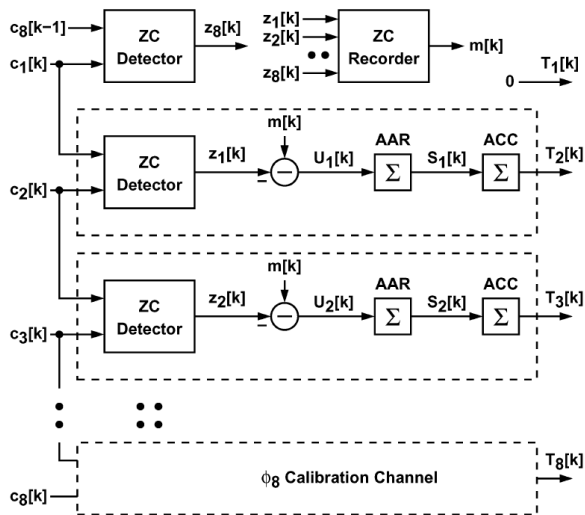 c8[k−1]
ZC Detector
z8[k]
z1[k]
z2[k]
z8[k]
ZC Recorder
m[k]
c1[k]
0
T1[k]
m[k]
ZC Detector
z1[k]
−
−
U1[k]
AAR
Σ
S1[k]
ACC
Σ
T2[k]
c2[k]
m[k]
ZC Detector
z2[k]
−
−
U2[k]
AAR
Σ
S2[k]
ACC
Σ
T3[k]
c3[k]
ϕ8 Calibration Channel
T8[k]
c8[k]